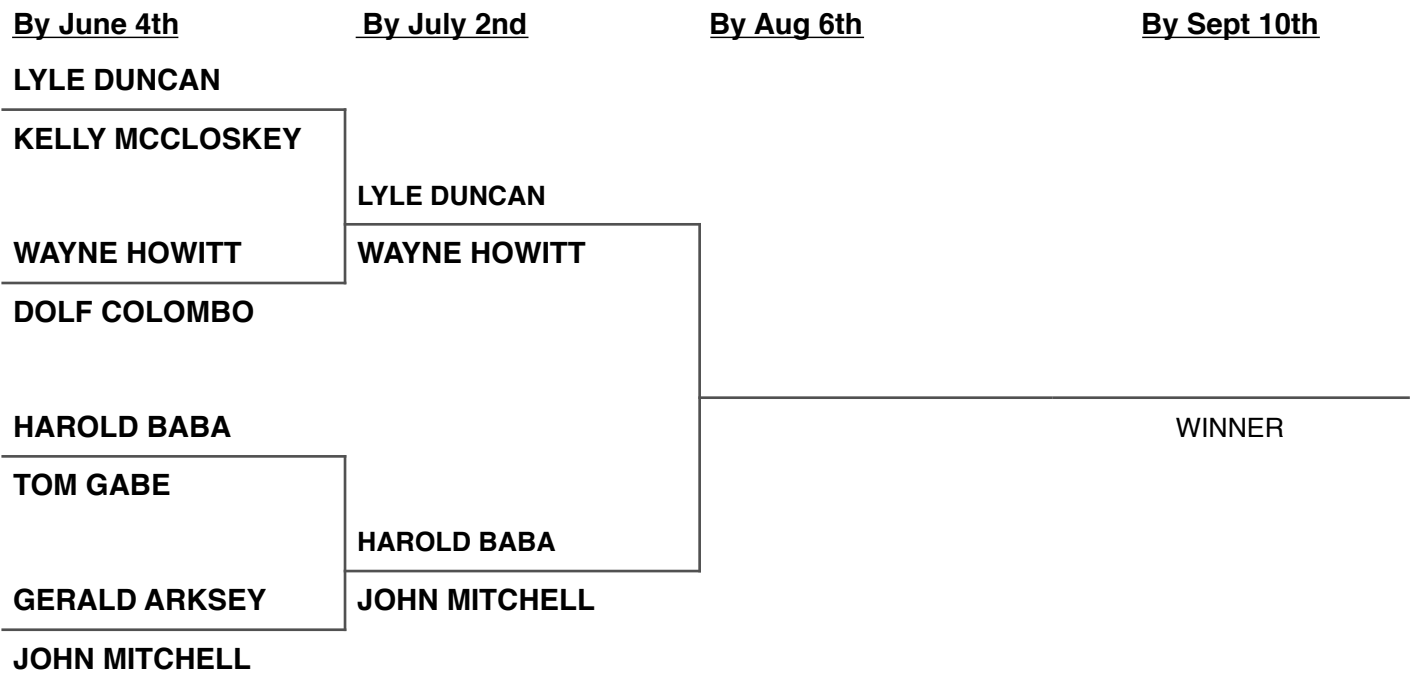 By June 4th By July 2nd By Aug 6th By Sept 10th
LYLE DUNCAN
KELLY MCCLOSKEY
LYLE DUNCAN
WAYNE HOWITT WAYNE HOWITT
DOLF COLOMBO
HAROLD BABA WINNER
TOM GABE
HAROLD BABA
GERALD ARKSEY JOHN MITCHELL
JOHN MITCHELL